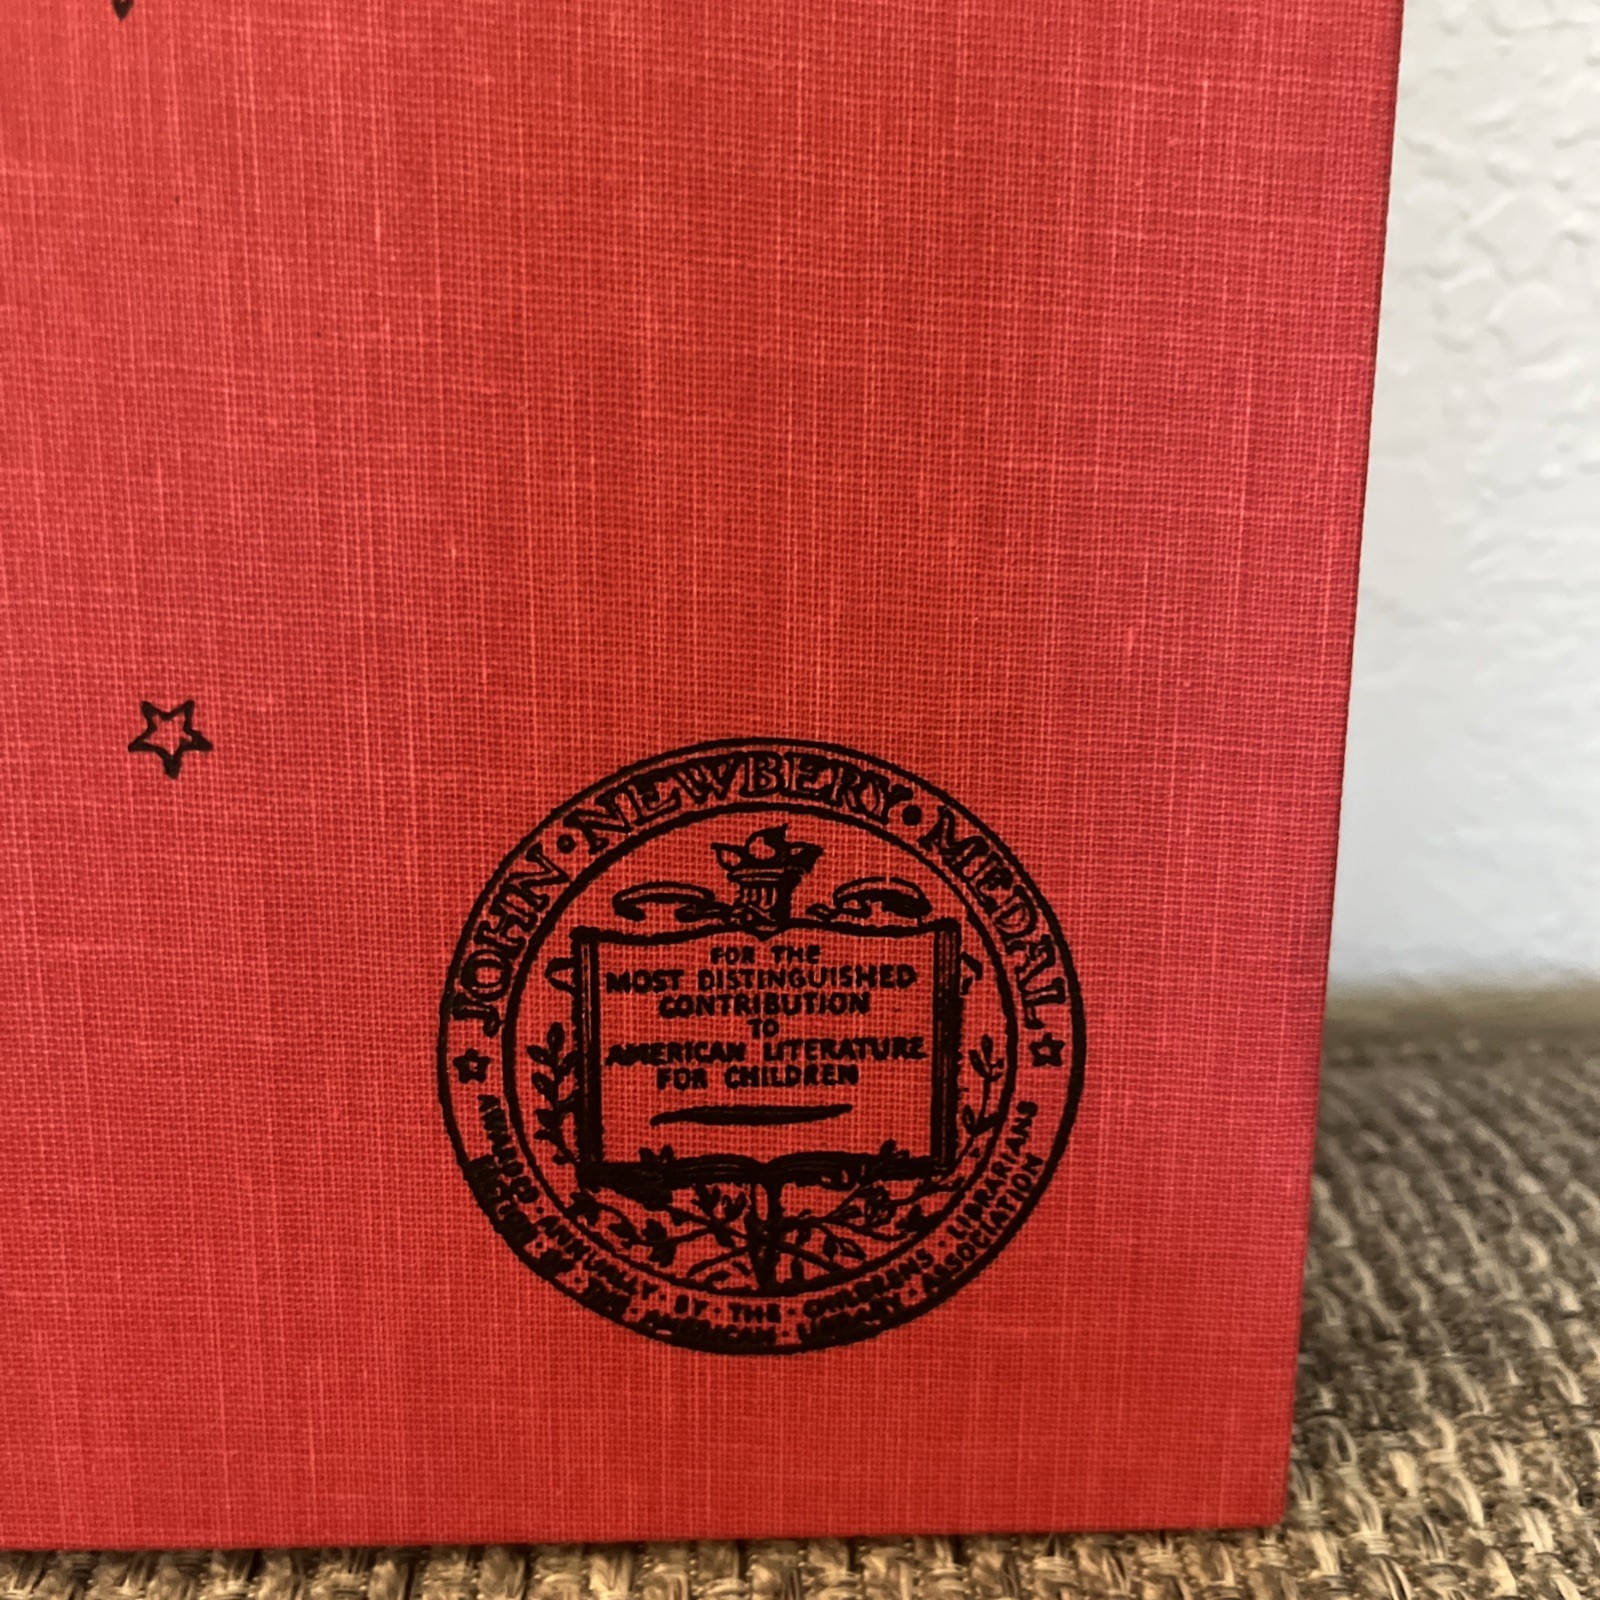 JOHN · NEWBERY · MEDAL
FOR THE
MOST DISTINGUISHED
CONTRIBUTION
TO
AMERICAN LITERATURE
FOR CHILDREN
AWARDED · ANNUALLY · BY · THE · CHILDRENS · LIBRARIANS
SECTION · OF · THE · AMERICAN · LIBRARY · ASSOCIATION